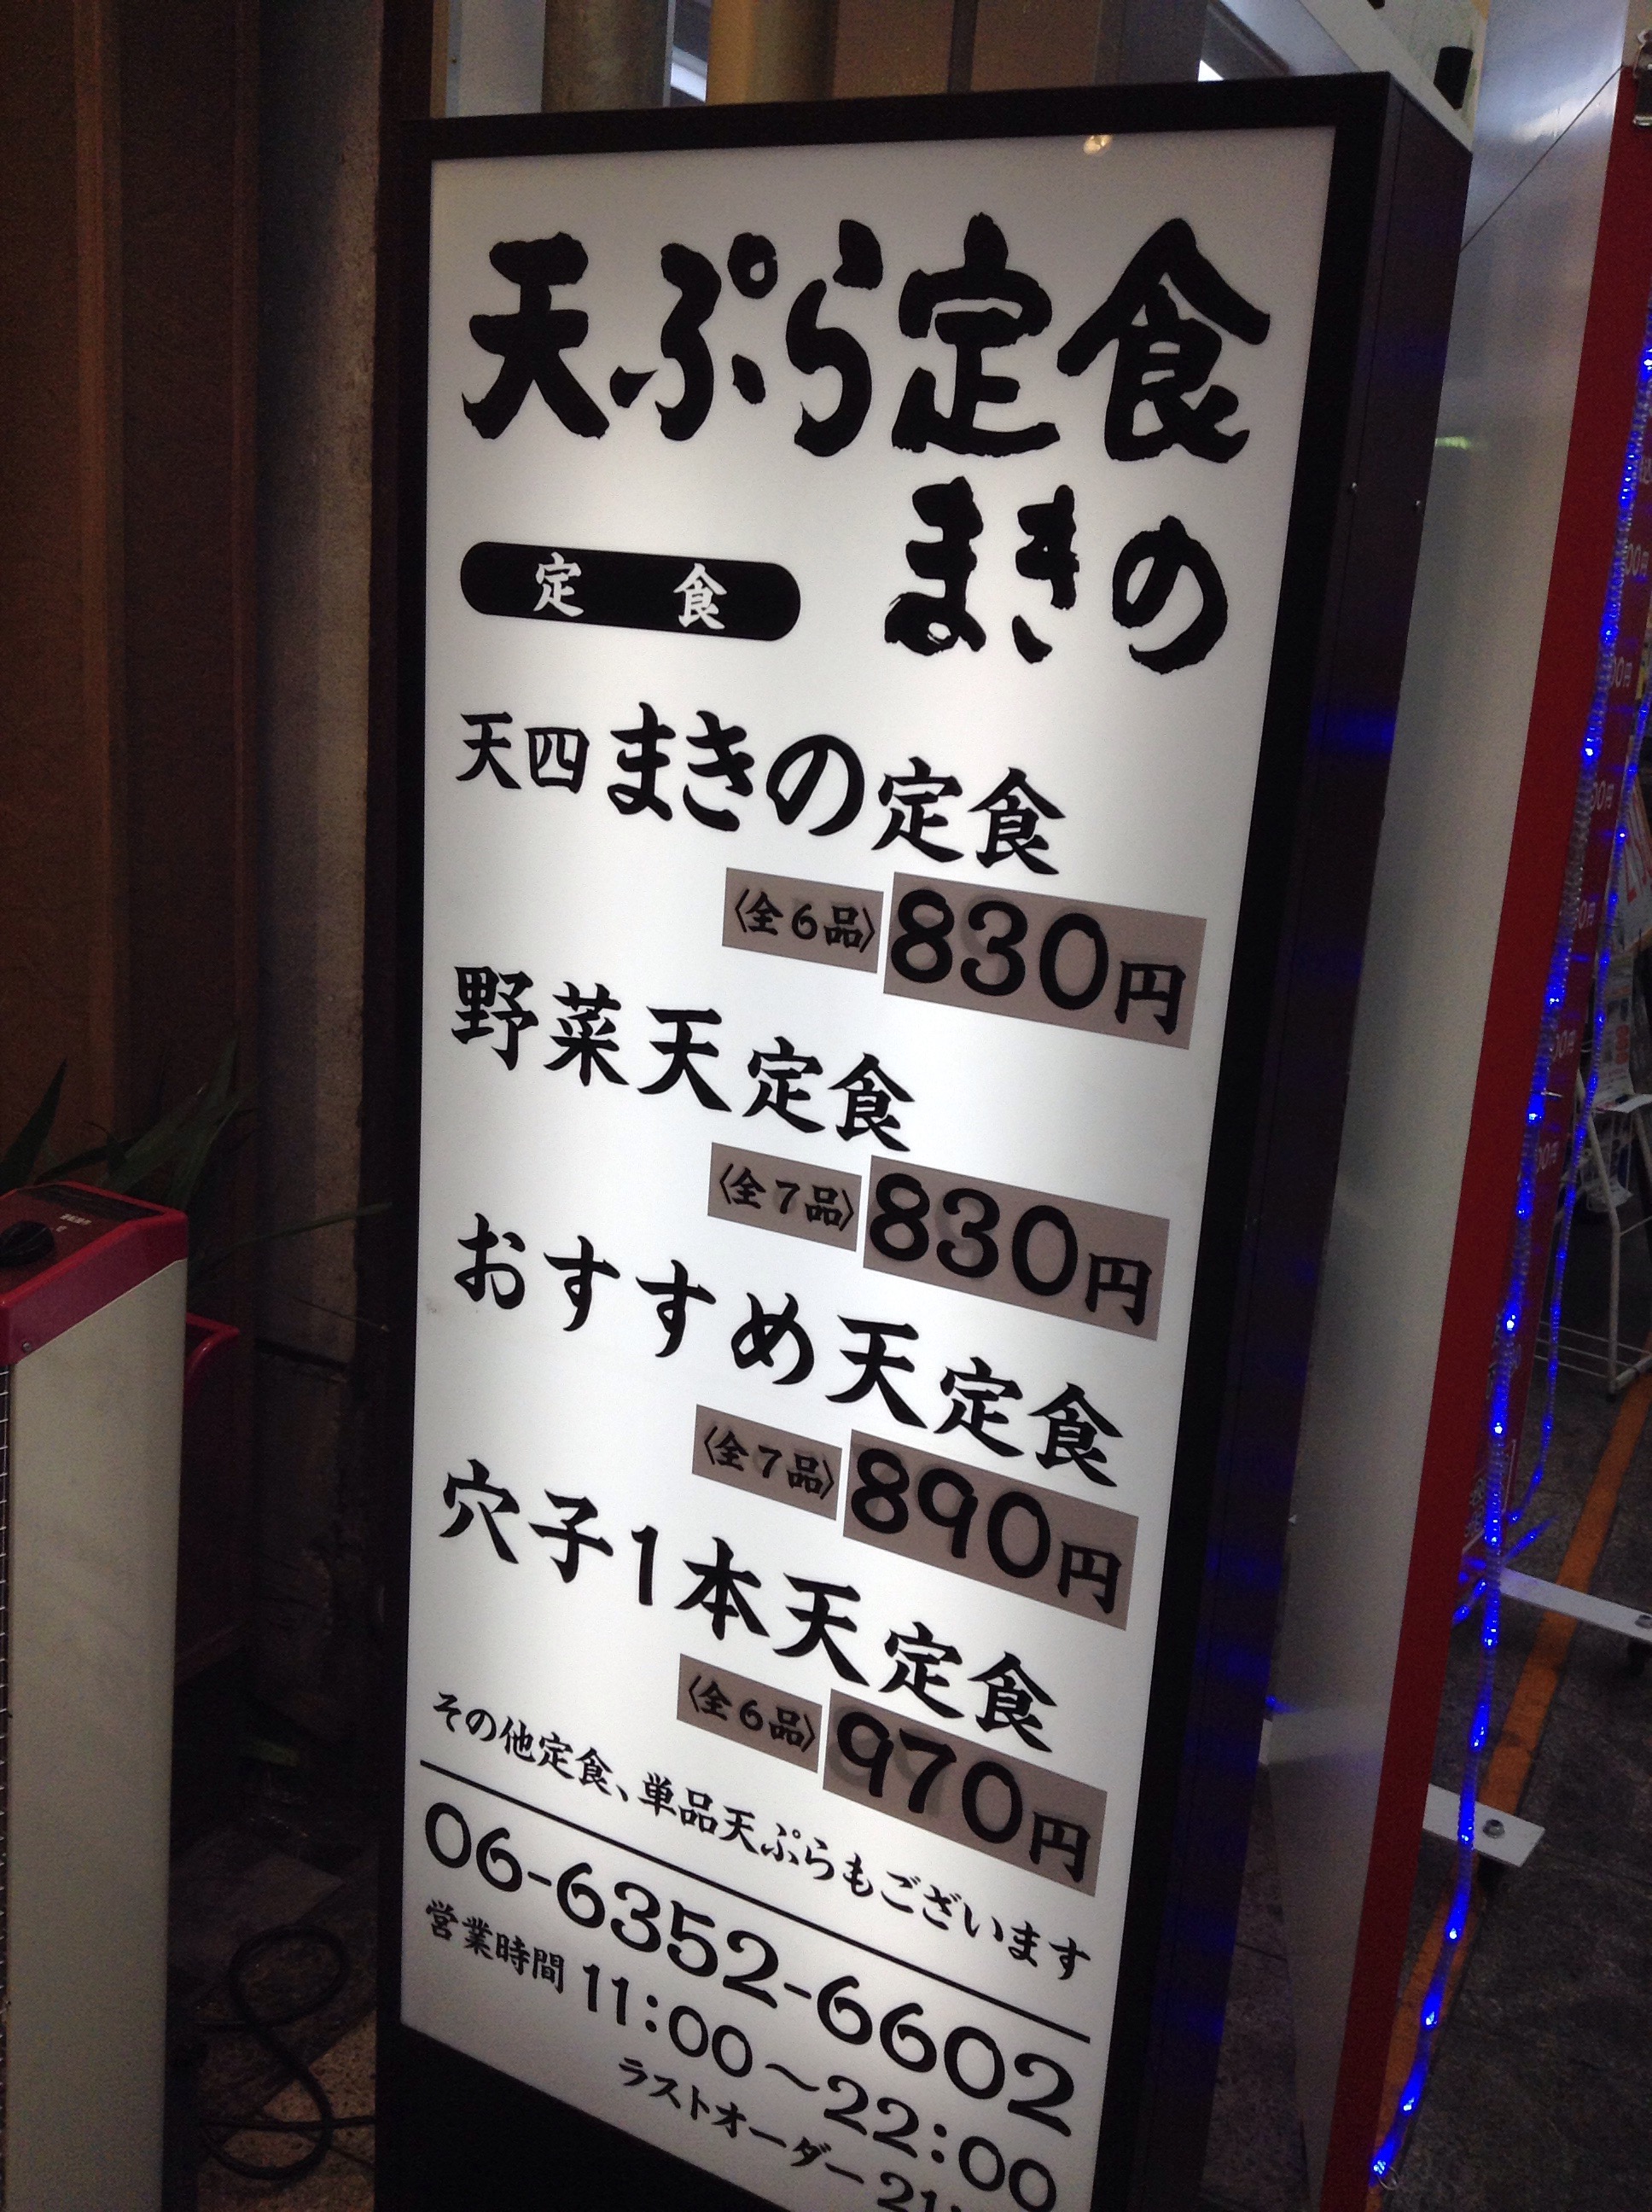 天ぷら定食
まきの
定食
天四まきの定食
〈全6品〉830円
野菜天定食
〈全7品〉830円
おすすめ天定食
〈全7品〉890円
穴子1本天定食
〈全6品〉970円
その他定食、単品天ぷらもございます
06-6352-6602
営業時間 11:00～22:00
ラストオーダー 21: